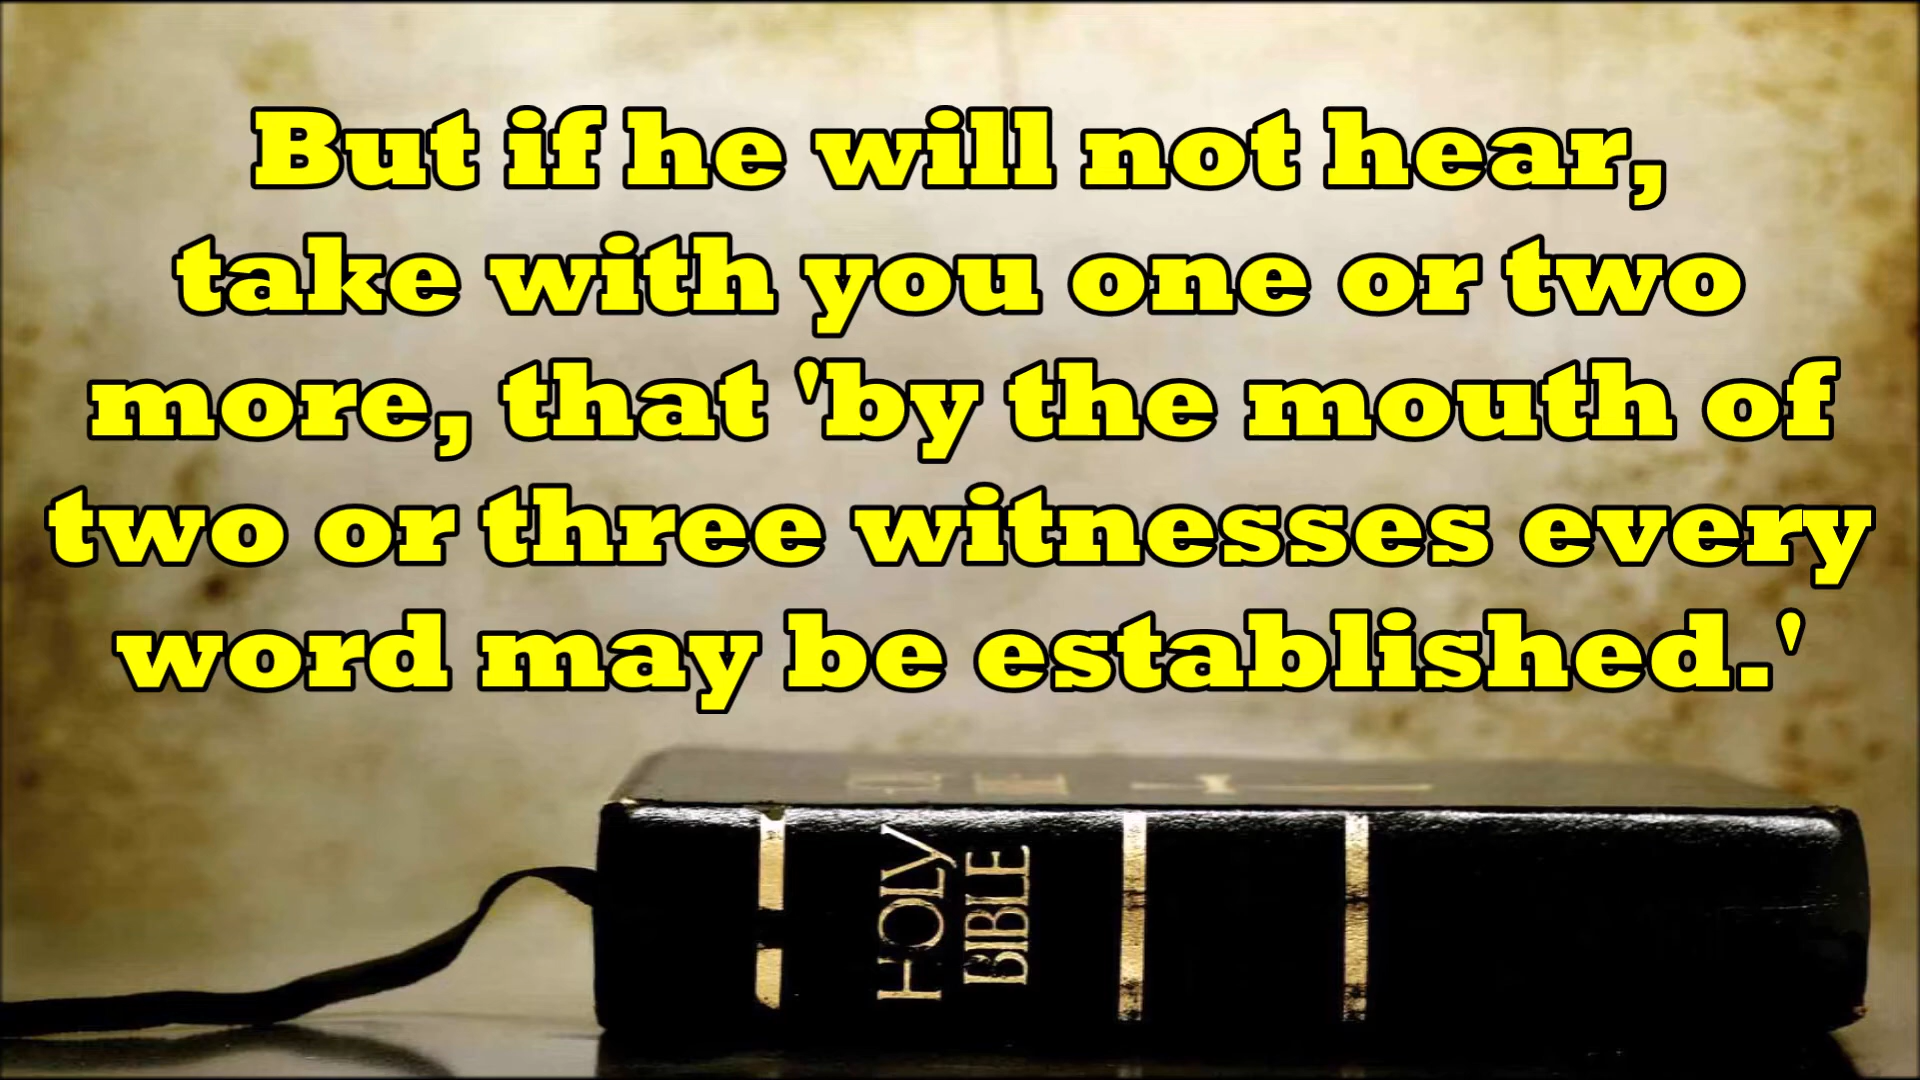 But if he will not hear,
take with you one or two
more, that 'by the mouth of
two or three witnesses every
word may be established.'
HOLY
BIBLE